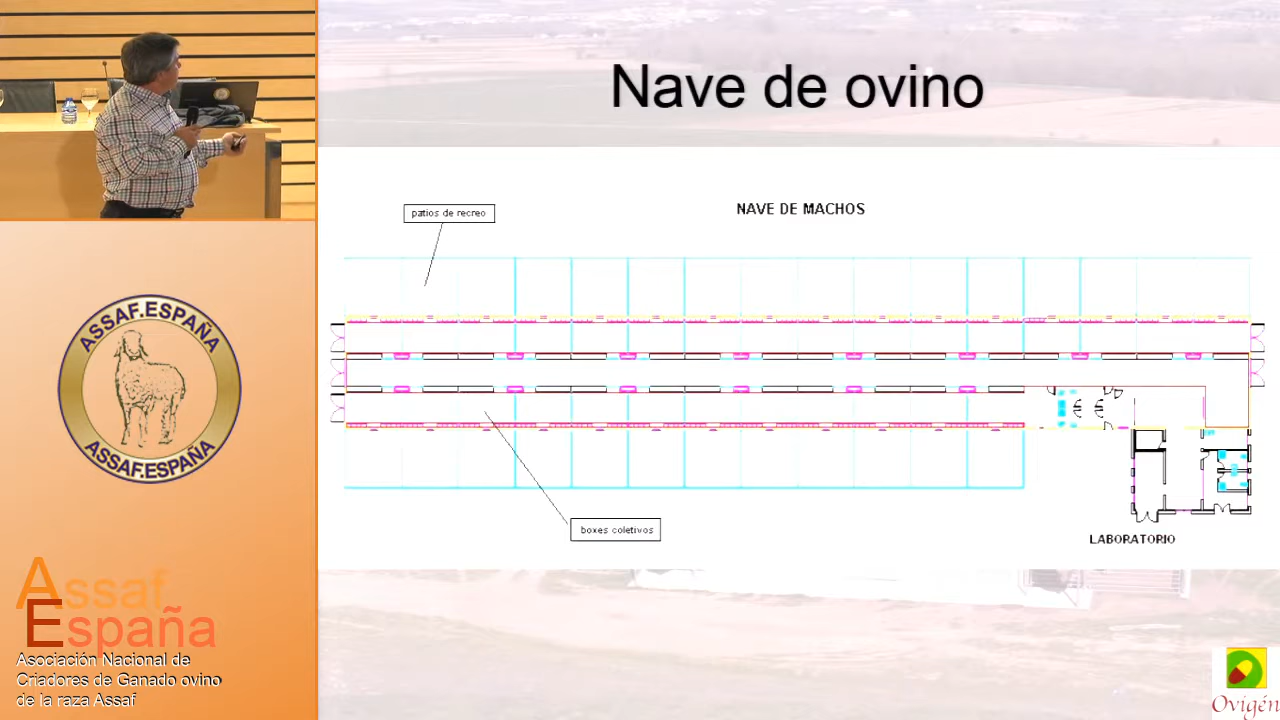 Nave de ovino
NAVE DE MACHOS
patios de recreo
boxes coletivos
LABORATORIO
ASSAF.ESPAÑA
ASSAF.ESPAÑA
Assaf
España
Asociación Nacional de
Criadores de Ganado ovino
de la raza Assaf
Ovigén